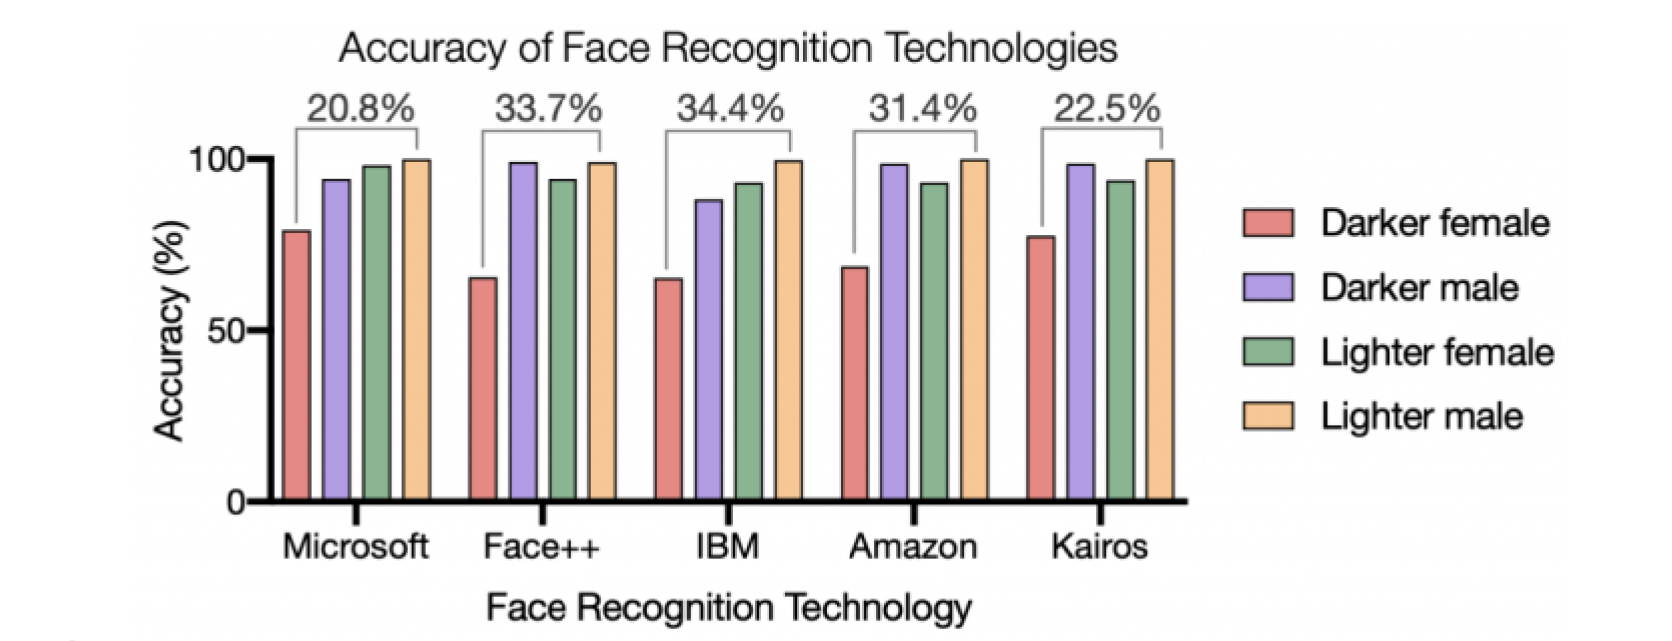 Accuracy of Face Recognition Technologies
20.8% 33.7% 34.4% 31.4% 22.5%
100
50
0
Accuracy (%)
Darker female
Darker male
Lighter female
Lighter male
Microsoft Face++ IBM Amazon Kairos
Face Recognition Technology